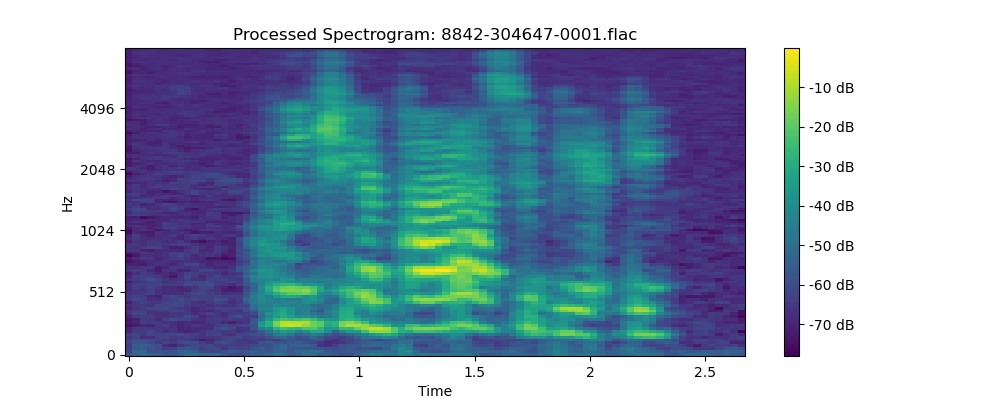 Processed Spectrogram: 8842-304647-0001.flac
4096
2048
1024
512
0
Hz
0
0.5
1
1.5
2
2.5
Time
-10 dB
-20 dB
-30 dB
-40 dB
-50 dB
-60 dB
-70 dB